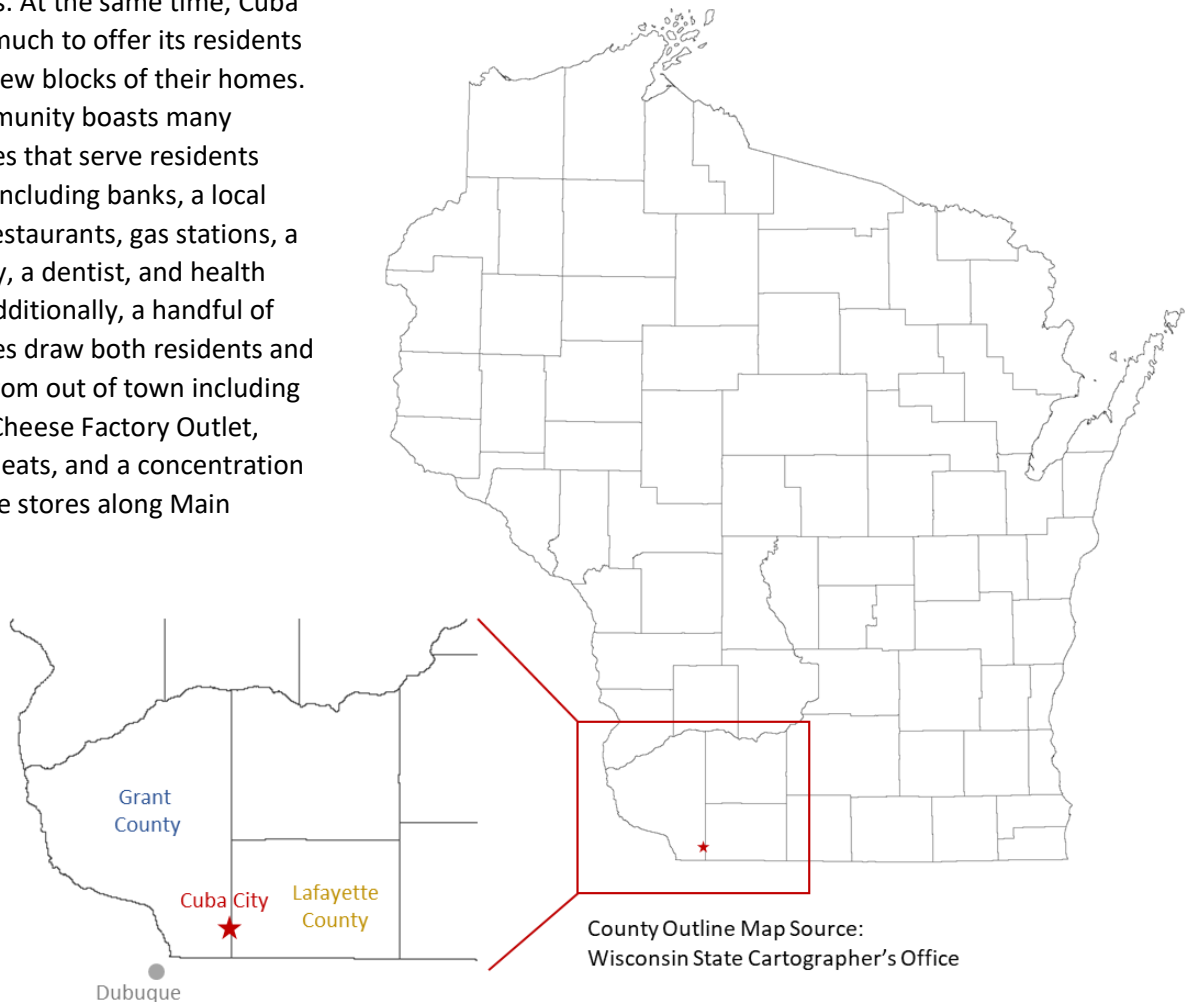 s. At the same time, Cuba
much to offer its residents
ew blocks of their homes.
munity boasts many
es that serve residents
including banks, a local
estaurants, gas stations, a
y, a dentist, and health
dditionally, a handful of
es draw both residents and
om out of town including
Cheese Factory Outlet,
eats, and a concentration
e stores along Main
Grant
County
Cuba City
Lafayette
County
Dubuque
County Outline Map Source:
Wisconsin State Cartographer's Office